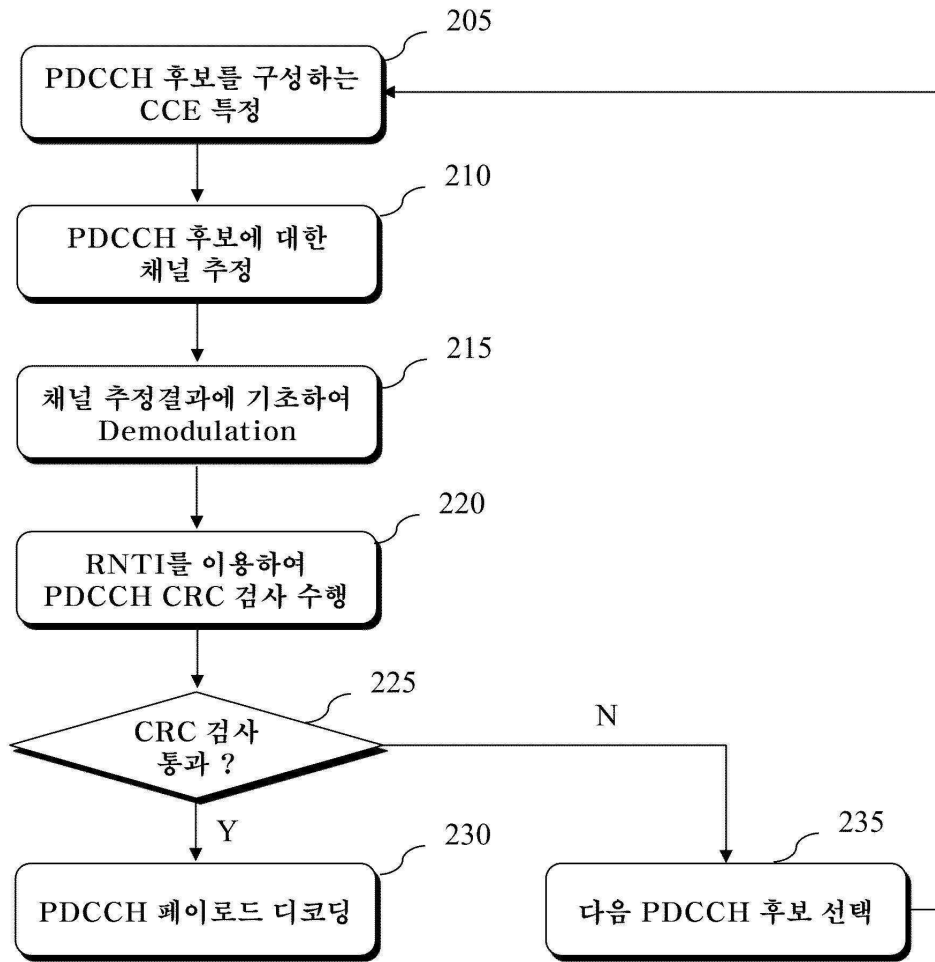 205
PDCCH 후보를 구성하는
CCE 특정
210
PDCCH 후보에 대한
채널 추정
215
채널 추정결과에 기초하여
Demodulation
220
RNTI를 이용하여
PDCCH CRC 검사 수행
225
CRC 검사
통과 ?
N
Y
230
PDCCH 페이로드 디코딩
235
다음 PDCCH 후보 선택